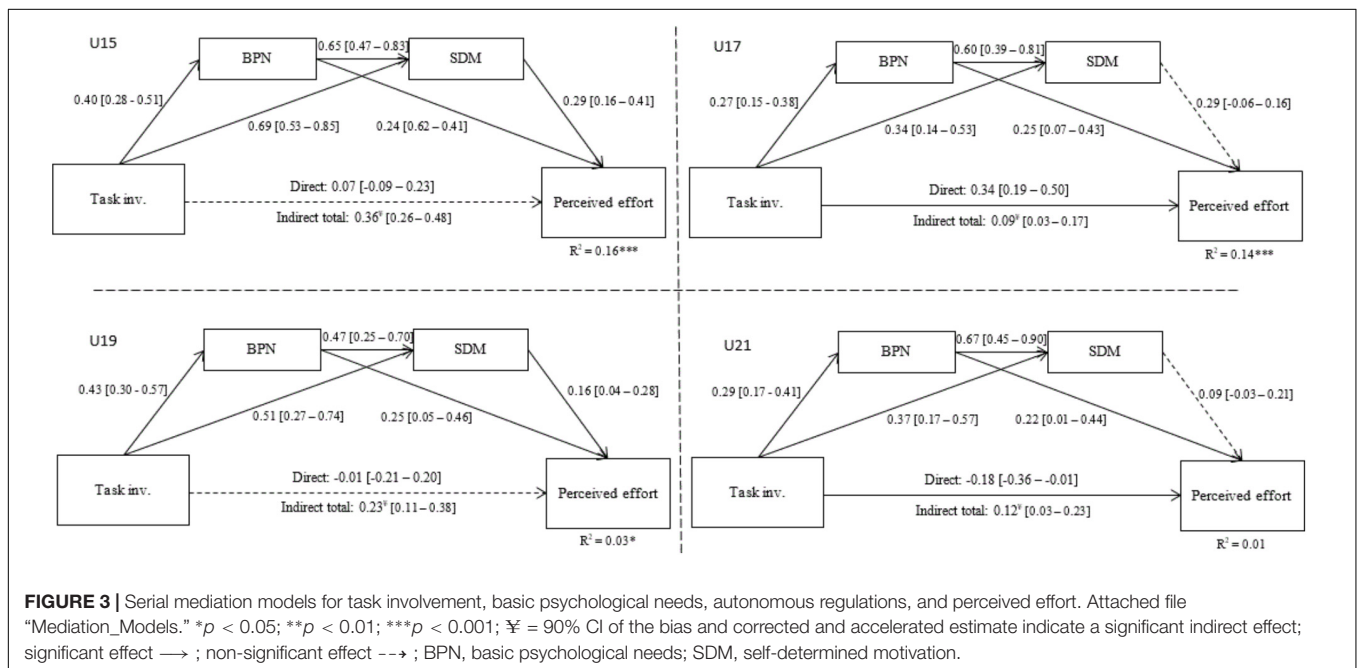 U15
0.65 [0.47 – 0.83]
BPN
SDM
0.40 [0.28 - 0.51]
0.29 [0.16 – 0.41]
0.69 [0.53 – 0.85]
0.24 [0.62 – 0.41]
Task inv.
Direct: 0.07 [-0.09 – 0.23]
Indirect total: 0.36¥ [0.26 – 0.48]
Perceived effort
R² = 0.16***
U17
0.60 [0.39 – 0.81]
BPN
SDM
0.27 [0.15 - 0.38]
0.29 [-0.06 – 0.16]
0.34 [0.14 – 0.53]
0.25 [0.07 – 0.43]
Task inv.
Direct: 0.34 [0.19 – 0.50]
Indirect total: 0.09¥ [0.03 – 0.17]
Perceived effort
R² = 0.14***
U19
0.47 [0.25 – 0.70]
BPN
SDM
0.43 [0.30 - 0.57]
0.16 [0.04 – 0.28]
0.51 [0.27 – 0.74]
0.25 [0.05 – 0.46]
Task inv.
Direct: -0.01 [-0.21 – 0.20]
Indirect total: 0.23¥ [0.11 – 0.38]
Perceived effort
R² = 0.03*
U21
0.67 [0.45 – 0.90]
BPN
SDM
0.29 [0.17 - 0.41]
0.09 [-0.03 – 0.21]
0.37 [0.17 – 0.57]
0.22 [0.01 – 0.44]
Task inv.
Direct: -0.18 [-0.36 – -0.01]
Indirect total: 0.12¥ [0.03 – 0.23]
Perceived effort
R² = 0.01
FIGURE 3 | Serial mediation models for task involvement, basic psychological needs, autonomous regulations, and perceived effort. Attached file
“Mediation_Models.” *p < 0.05; **p < 0.01; ***p < 0.001; ¥ = 90% CI of the bias and corrected and accelerated estimate indicate a significant indirect effect;
significant effect ⟶ ; non-significant effect --➔ ; BPN, basic psychological needs; SDM, self-determined motivation.